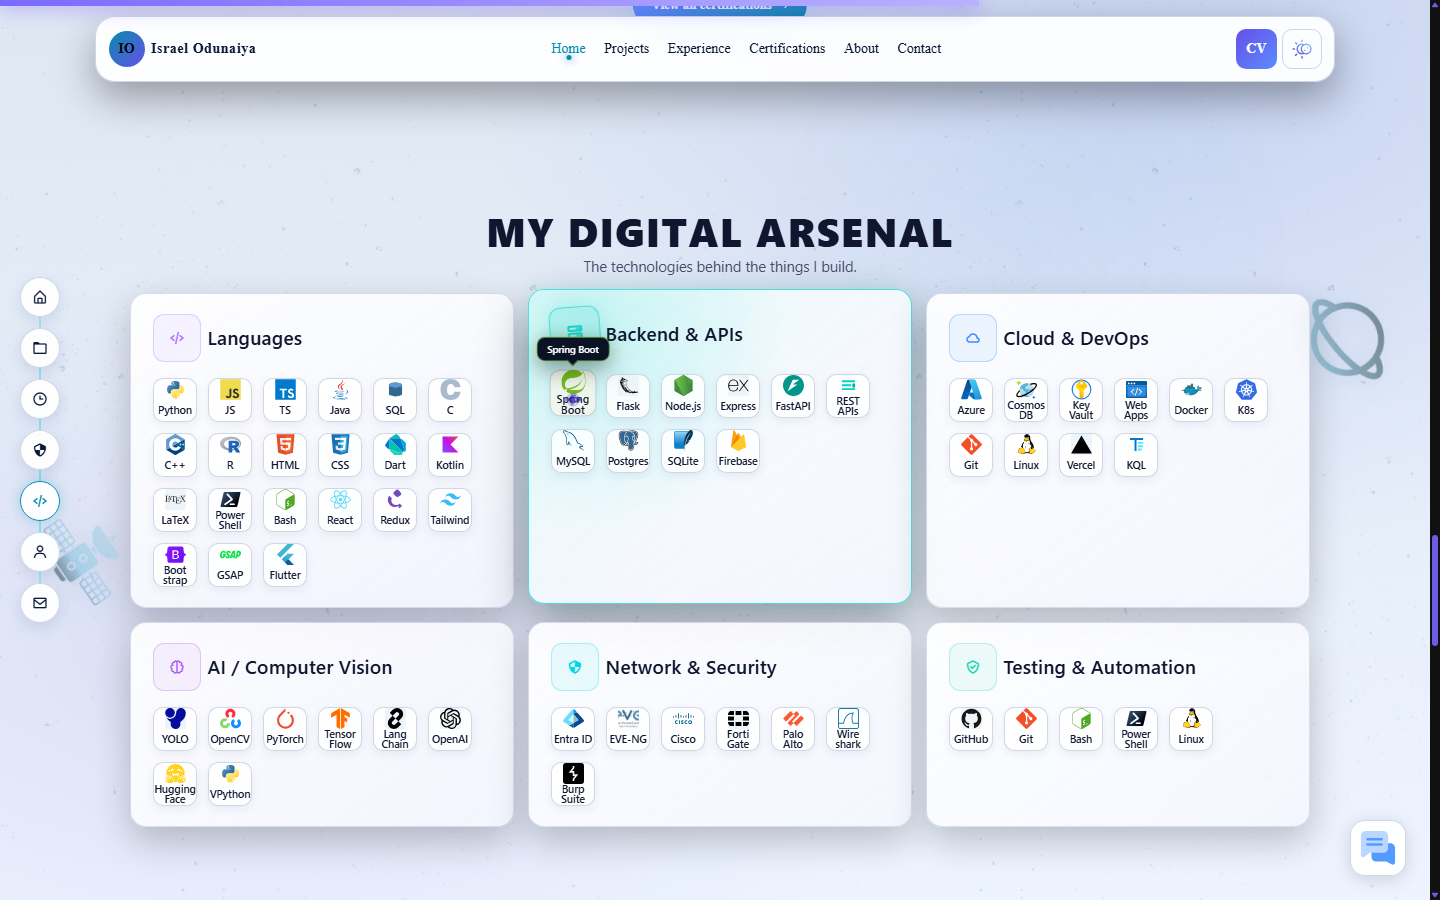 View all certifications
IO Israel Odunaiya
Home Projects Experience Certifications About Contact
CV
MY DIGITAL ARSENAL
The technologies behind the things I build.
Languages
Python JS TS Java SQL C
C++ R HTML CSS Dart Kotlin
LaTeX Power Shell Bash React Redux Tailwind
Boot strap GSAP Flutter
Backend & APIs
Spring Boot
Spring Boot Flask Node.js Express FastAPI REST APIs
MySQL Postgres SQLite Firebase
Cloud & DevOps
Azure Cosmos DB Key Vault Web Apps Docker K8s
Git Linux Vercel KQL
AI / Computer Vision
YOLO OpenCV PyTorch Tensor Flow Lang Chain OpenAI
Hugging Face VPython
Network & Security
Entra ID EVE-NG Cisco Forti Gate Palo Alto Wire shark
Burp Suite
Testing & Automation
GitHub Git Bash Power Shell Linux